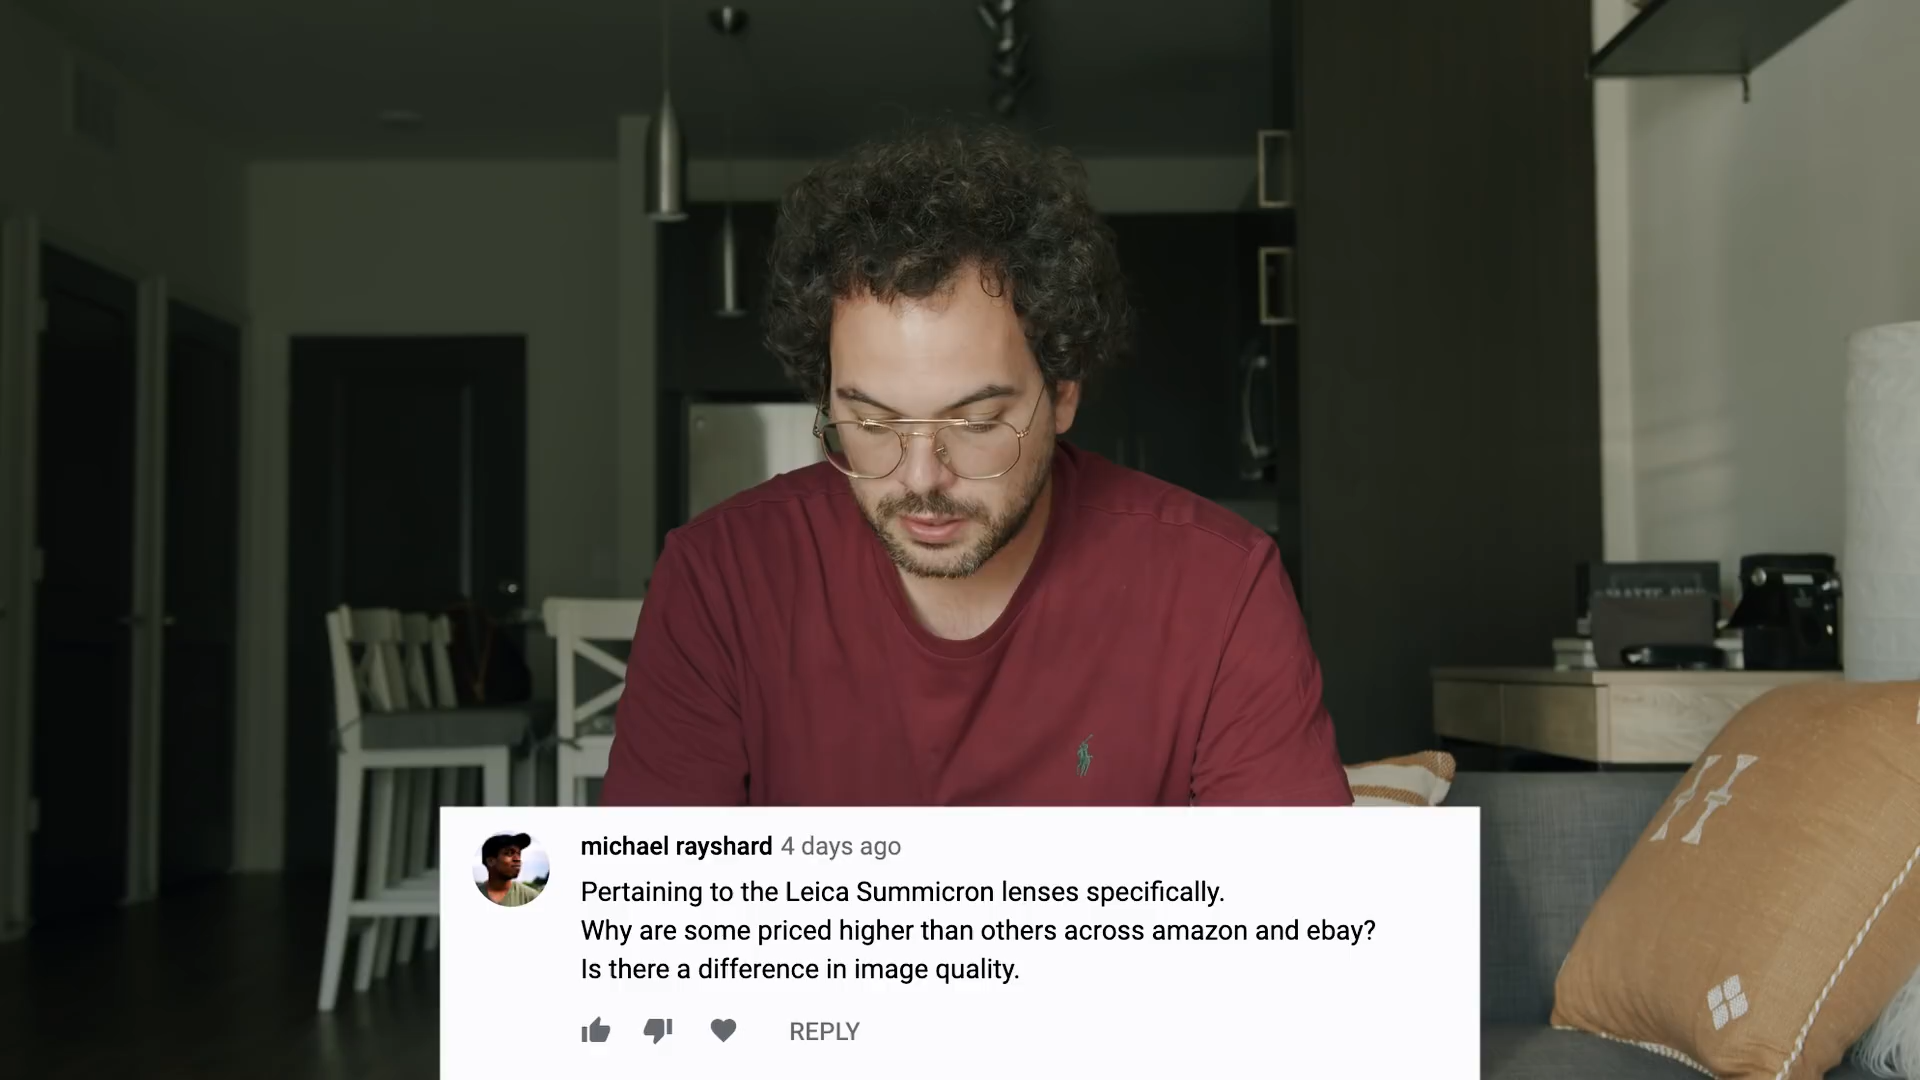 michael rayshard 4 days ago
Pertaining to the Leica Summicron lenses specifically.
Why are some priced higher than others across amazon and ebay?
Is there a difference in image quality.
REPLY